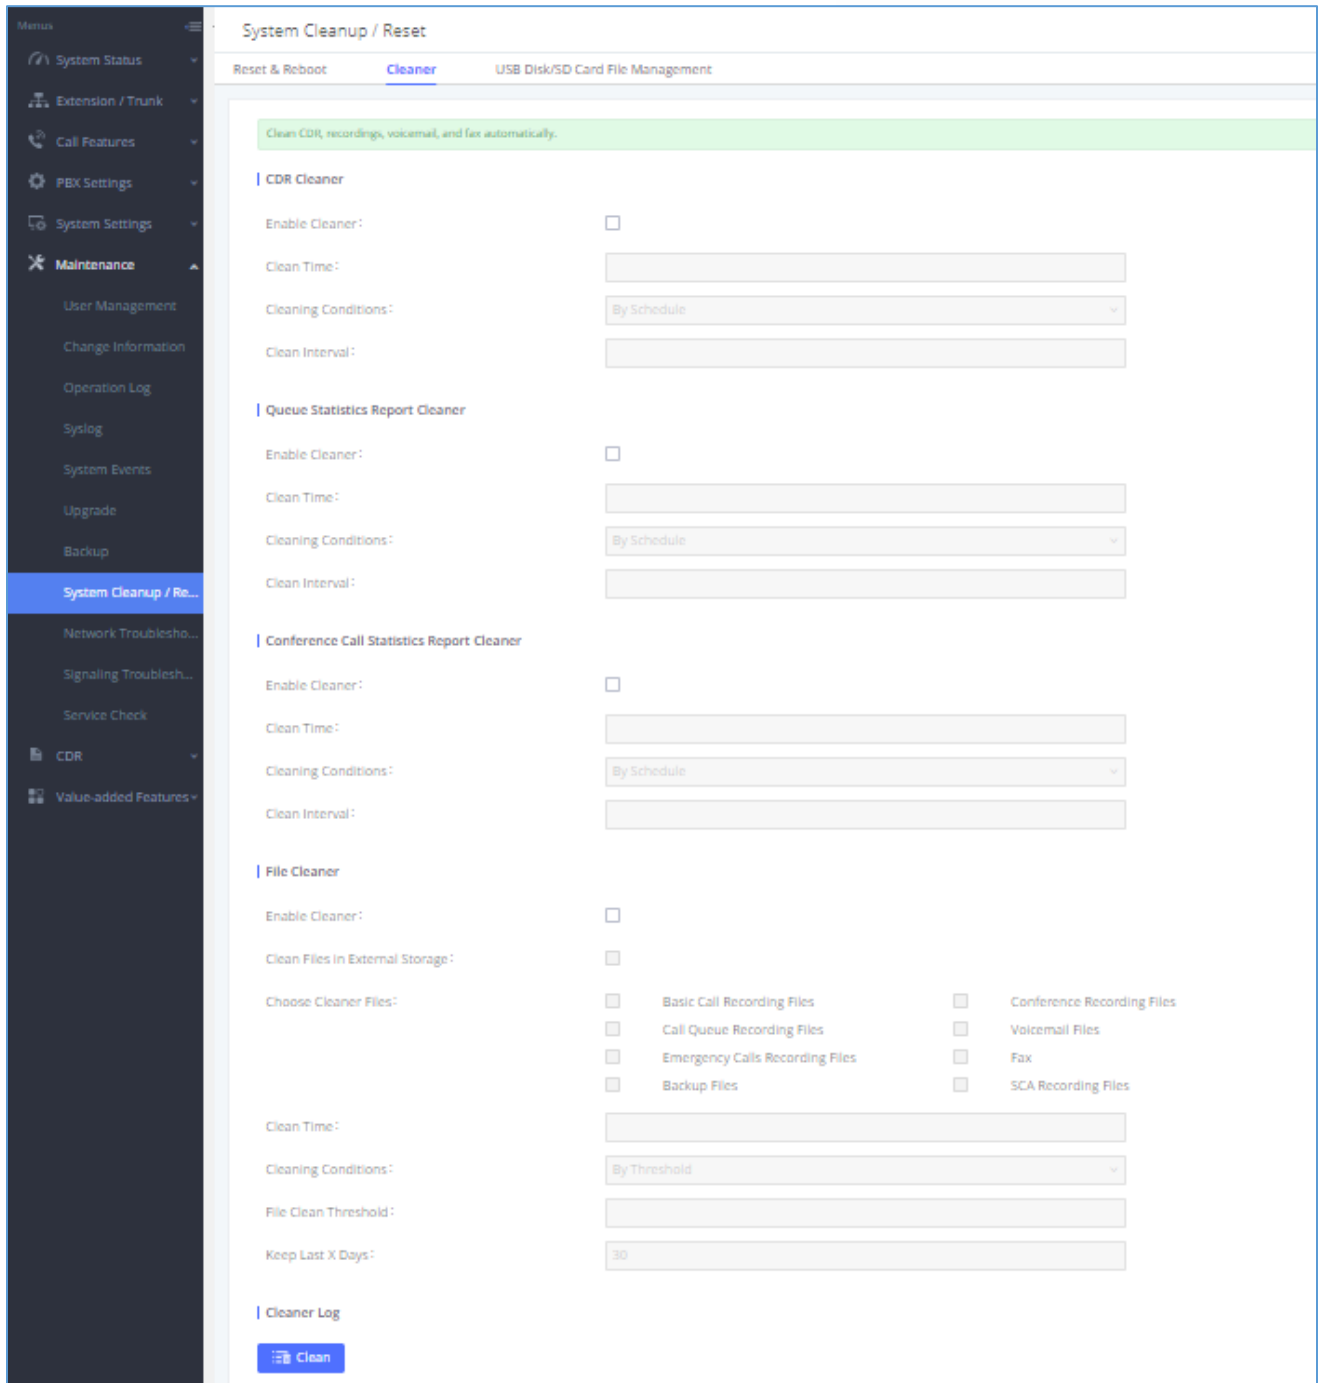 Menus
System Status
Extension / Trunk
Call Features
PBX Settings
System Settings
Maintenance
User Management
Change Information
Operation Log
Syslog
System Events
Upgrade
Backup
System Cleanup / Re...
Network Troublesho...
Signaling Troublesh...
Service Check
CDR
Value-added Features
System Cleanup / Reset
Reset & Reboot Cleaner USB Disk/SD Card File Management
Clean CDR, recordings, voicemail, and fax automatically.
CDR Cleaner
Enable Cleaner:
Clean Time:
Cleaning Conditions: By Schedule
Clean Interval:
Queue Statistics Report Cleaner
Enable Cleaner:
Clean Time:
Cleaning Conditions: By Schedule
Clean Interval:
Conference Call Statistics Report Cleaner
Enable Cleaner:
Clean Time:
Cleaning Conditions: By Schedule
Clean Interval:
File Cleaner
Enable Cleaner:
Clean Files in External Storage:
Choose Cleaner Files: Basic Call Recording Files Conference Recording Files
Call Queue Recording Files Voicemail Files
Emergency Calls Recording Files Fax
Backup Files SCA Recording Files
Clean Time:
Cleaning Conditions: By Threshold
File Clean Threshold:
Keep Last X Days: 30
Cleaner Log
Clean